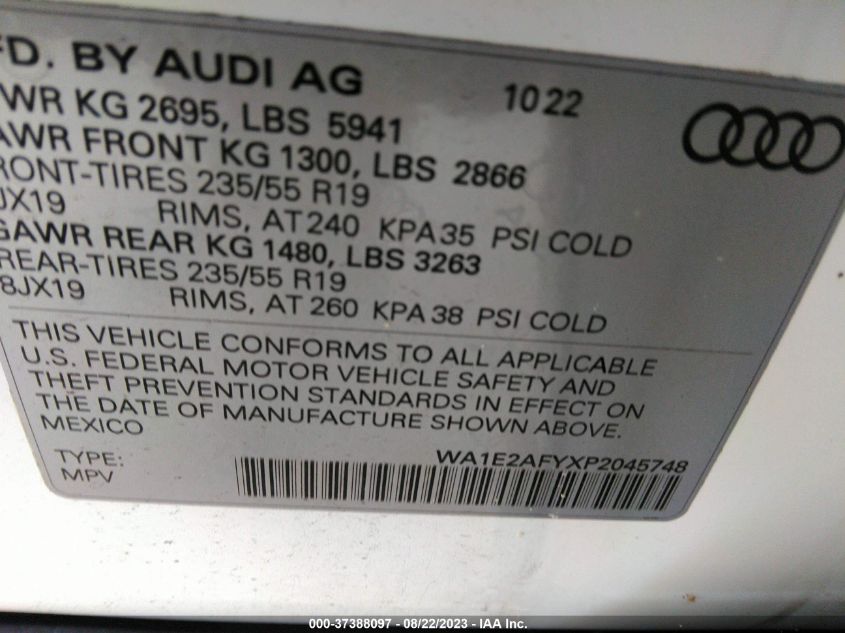 FD. BY AUDI AG 10 22
WR KG 2695, LBS 5941
AWR FRONT KG 1300, LBS 2866
RONT-TIRES 235/55 R19
JX19 RIMS, AT 240 KPA 35 PSI COLD
GAWR REAR KG 1480, LBS 3263
REAR-TIRES 235/55 R19
8JX19 RIMS, AT 260 KPA 38 PSI COLD
THIS VEHICLE CONFORMS TO ALL APPLICABLE
U.S. FEDERAL MOTOR VEHICLE SAFETY AND
THEFT PREVENTION STANDARDS IN EFFECT ON
THE DATE OF MANUFACTURE SHOWN ABOVE.
MEXICO
WA1E2AFYXP2045748
TYPE:
MPV
000-37388097 - 08/22/2023 - IAA Inc.